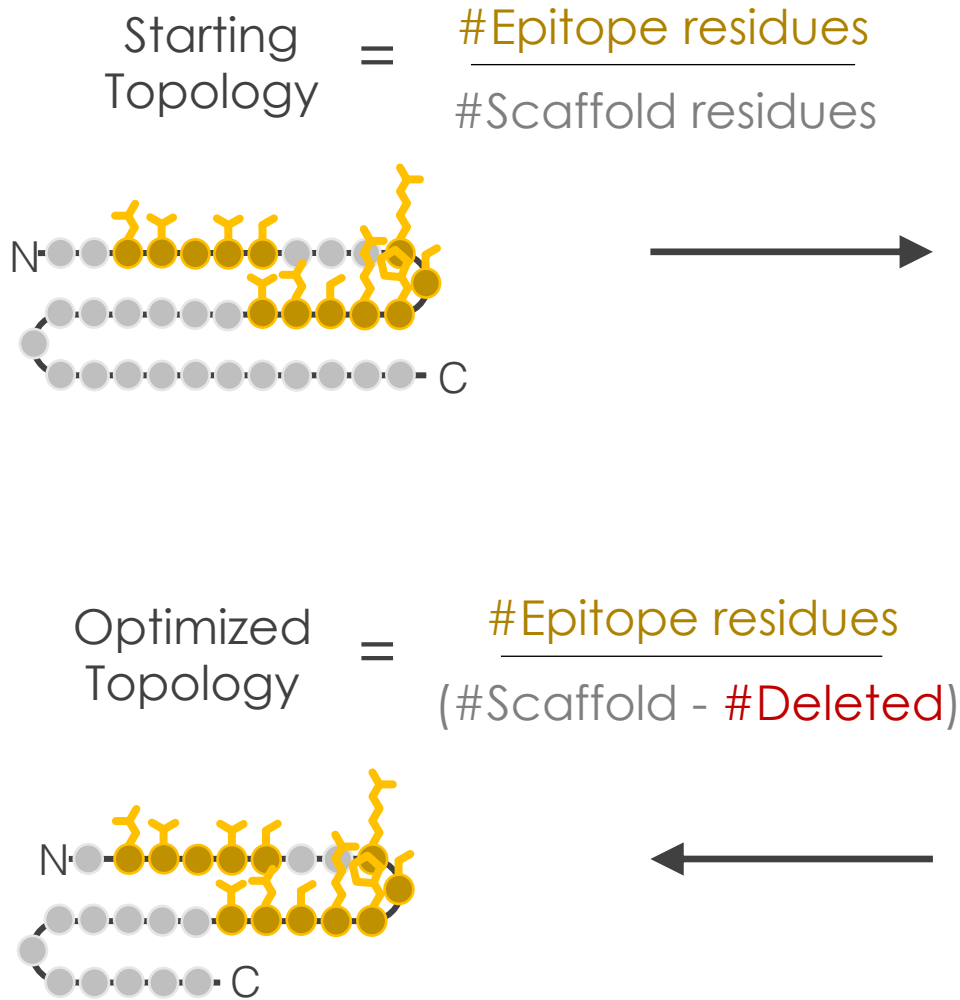 Starting
Topology
=
#Epitope residues
#Scaffold residues
N
C
Optimized
Topology
=
#Epitope residues
(#Scaffold - #Deleted)
N
C